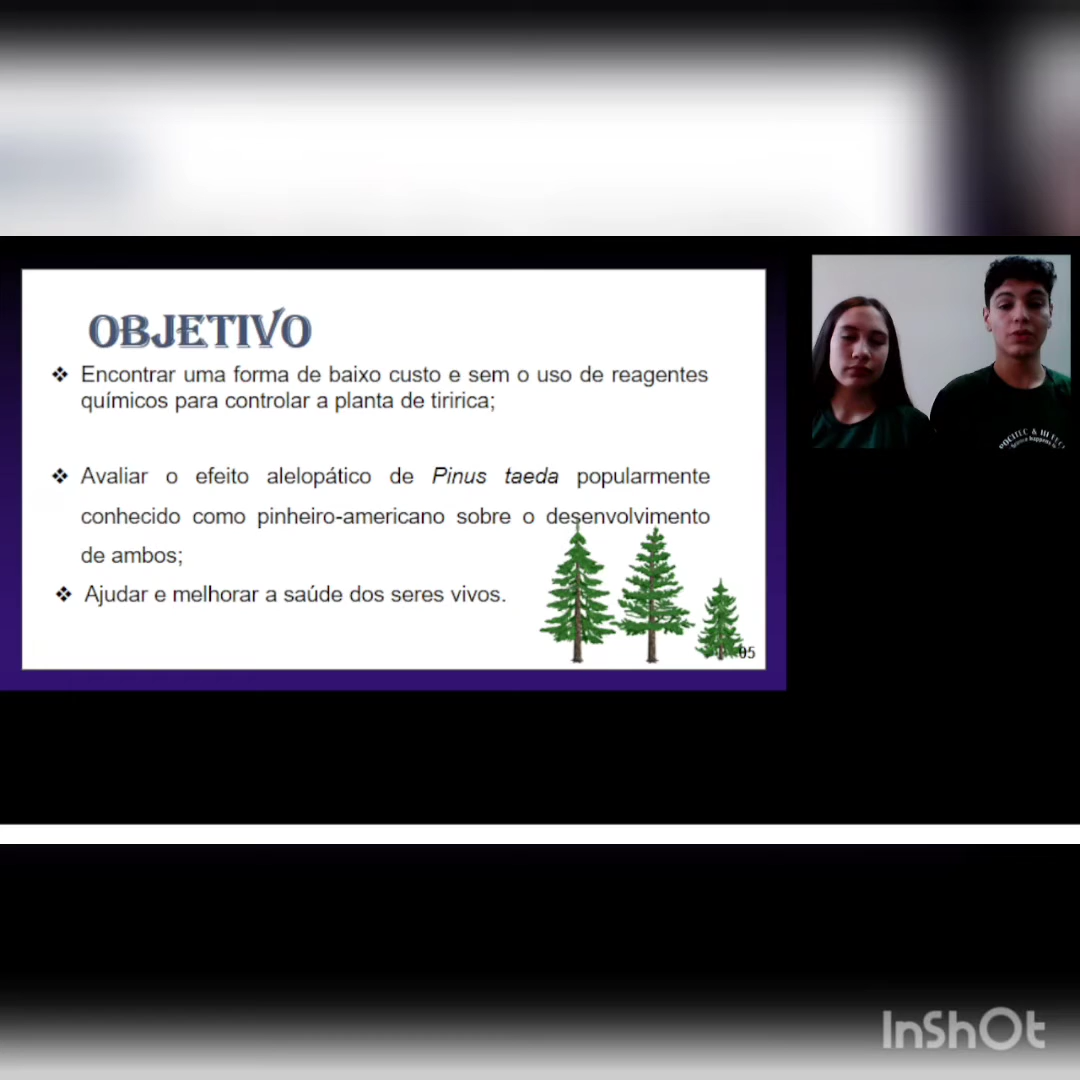 OBJETIVO
❖ Encontrar uma forma de baixo custo e sem o uso de reagentes
químicos para controlar a planta de tiririca;
❖ Avaliar o efeito alelopático de Pinus taeda popularmente
conhecido como pinheiro-americano sobre o desenvolvimento
de ambos;
❖ Ajudar e melhorar a saúde dos seres vivos.
05
InShOt